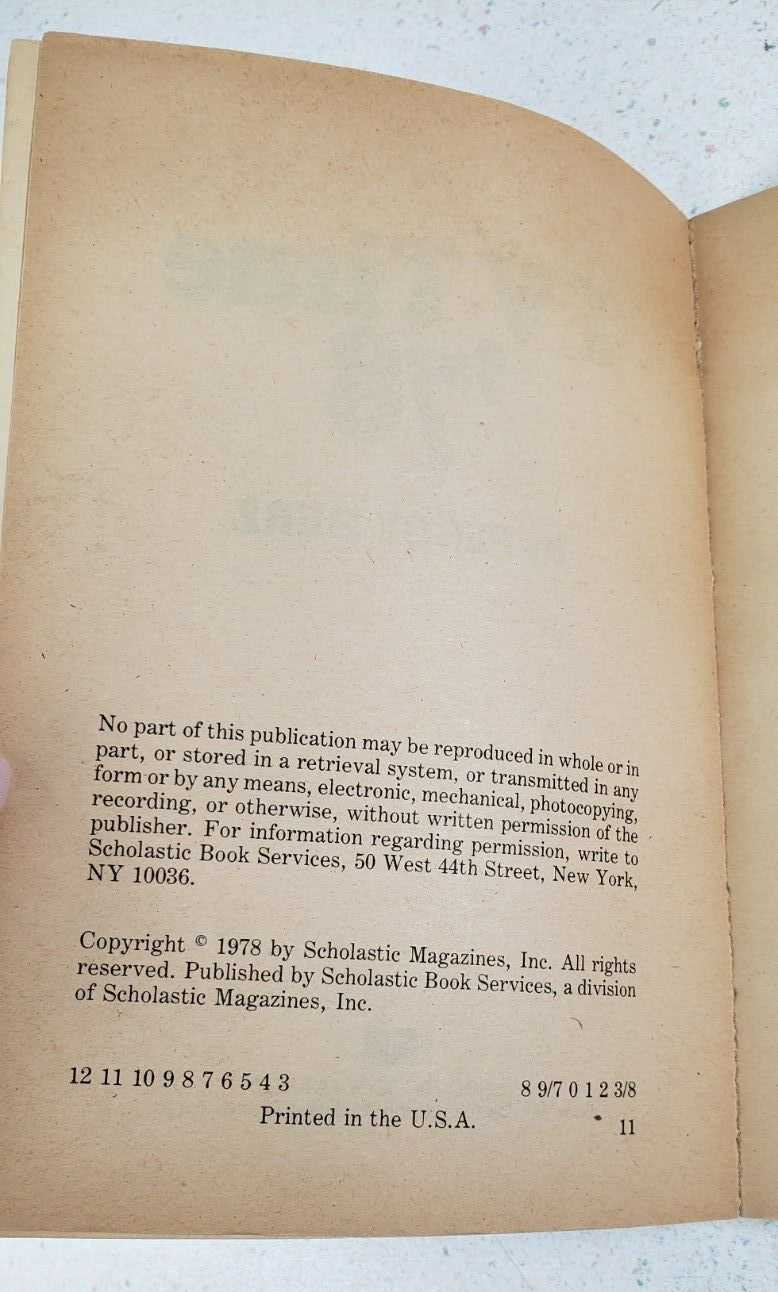 No part of this publication may be reproduced in whole or in
part, or stored in a retrieval system, or transmitted in any
form or by any means, electronic, mechanical, photocopying,
recording, or otherwise, without written permission of the
publisher. For information regarding permission, write to
Scholastic Book Services, 50 West 44th Street, New York,
NY 10036.
Copyright © 1978 by Scholastic Magazines, Inc. All rights
reserved. Published by Scholastic Book Services, a division
of Scholastic Magazines, Inc.
12 11 10 9 8 7 6 5 4 3 8 9/7 0 1 2 3/8
Printed in the U.S.A. 11